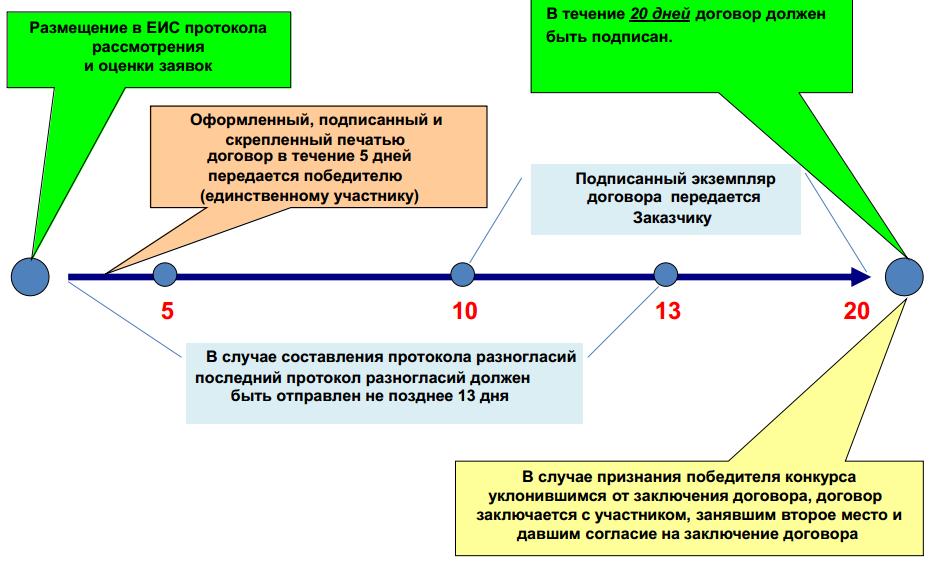 Размещение в ЕИС протокола
рассмотрения
и оценки заявок
В течение 20 дней договор должен
быть подписан.
Оформленный, подписанный и
скрепленный печатью
договор в течение 5 дней
передается победителю
(единственному участнику)
Подписанный экземпляр
договора передается
Заказчику
5
10
13
20
В случае составления протокола разногласий
последний протокол разногласий должен
быть отправлен не позднее 13 дня
В случае признания победителя конкурса
уклонившимся от заключения договора, договор
заключается с участником, занявшим второе место и
давшим согласие на заключение договора